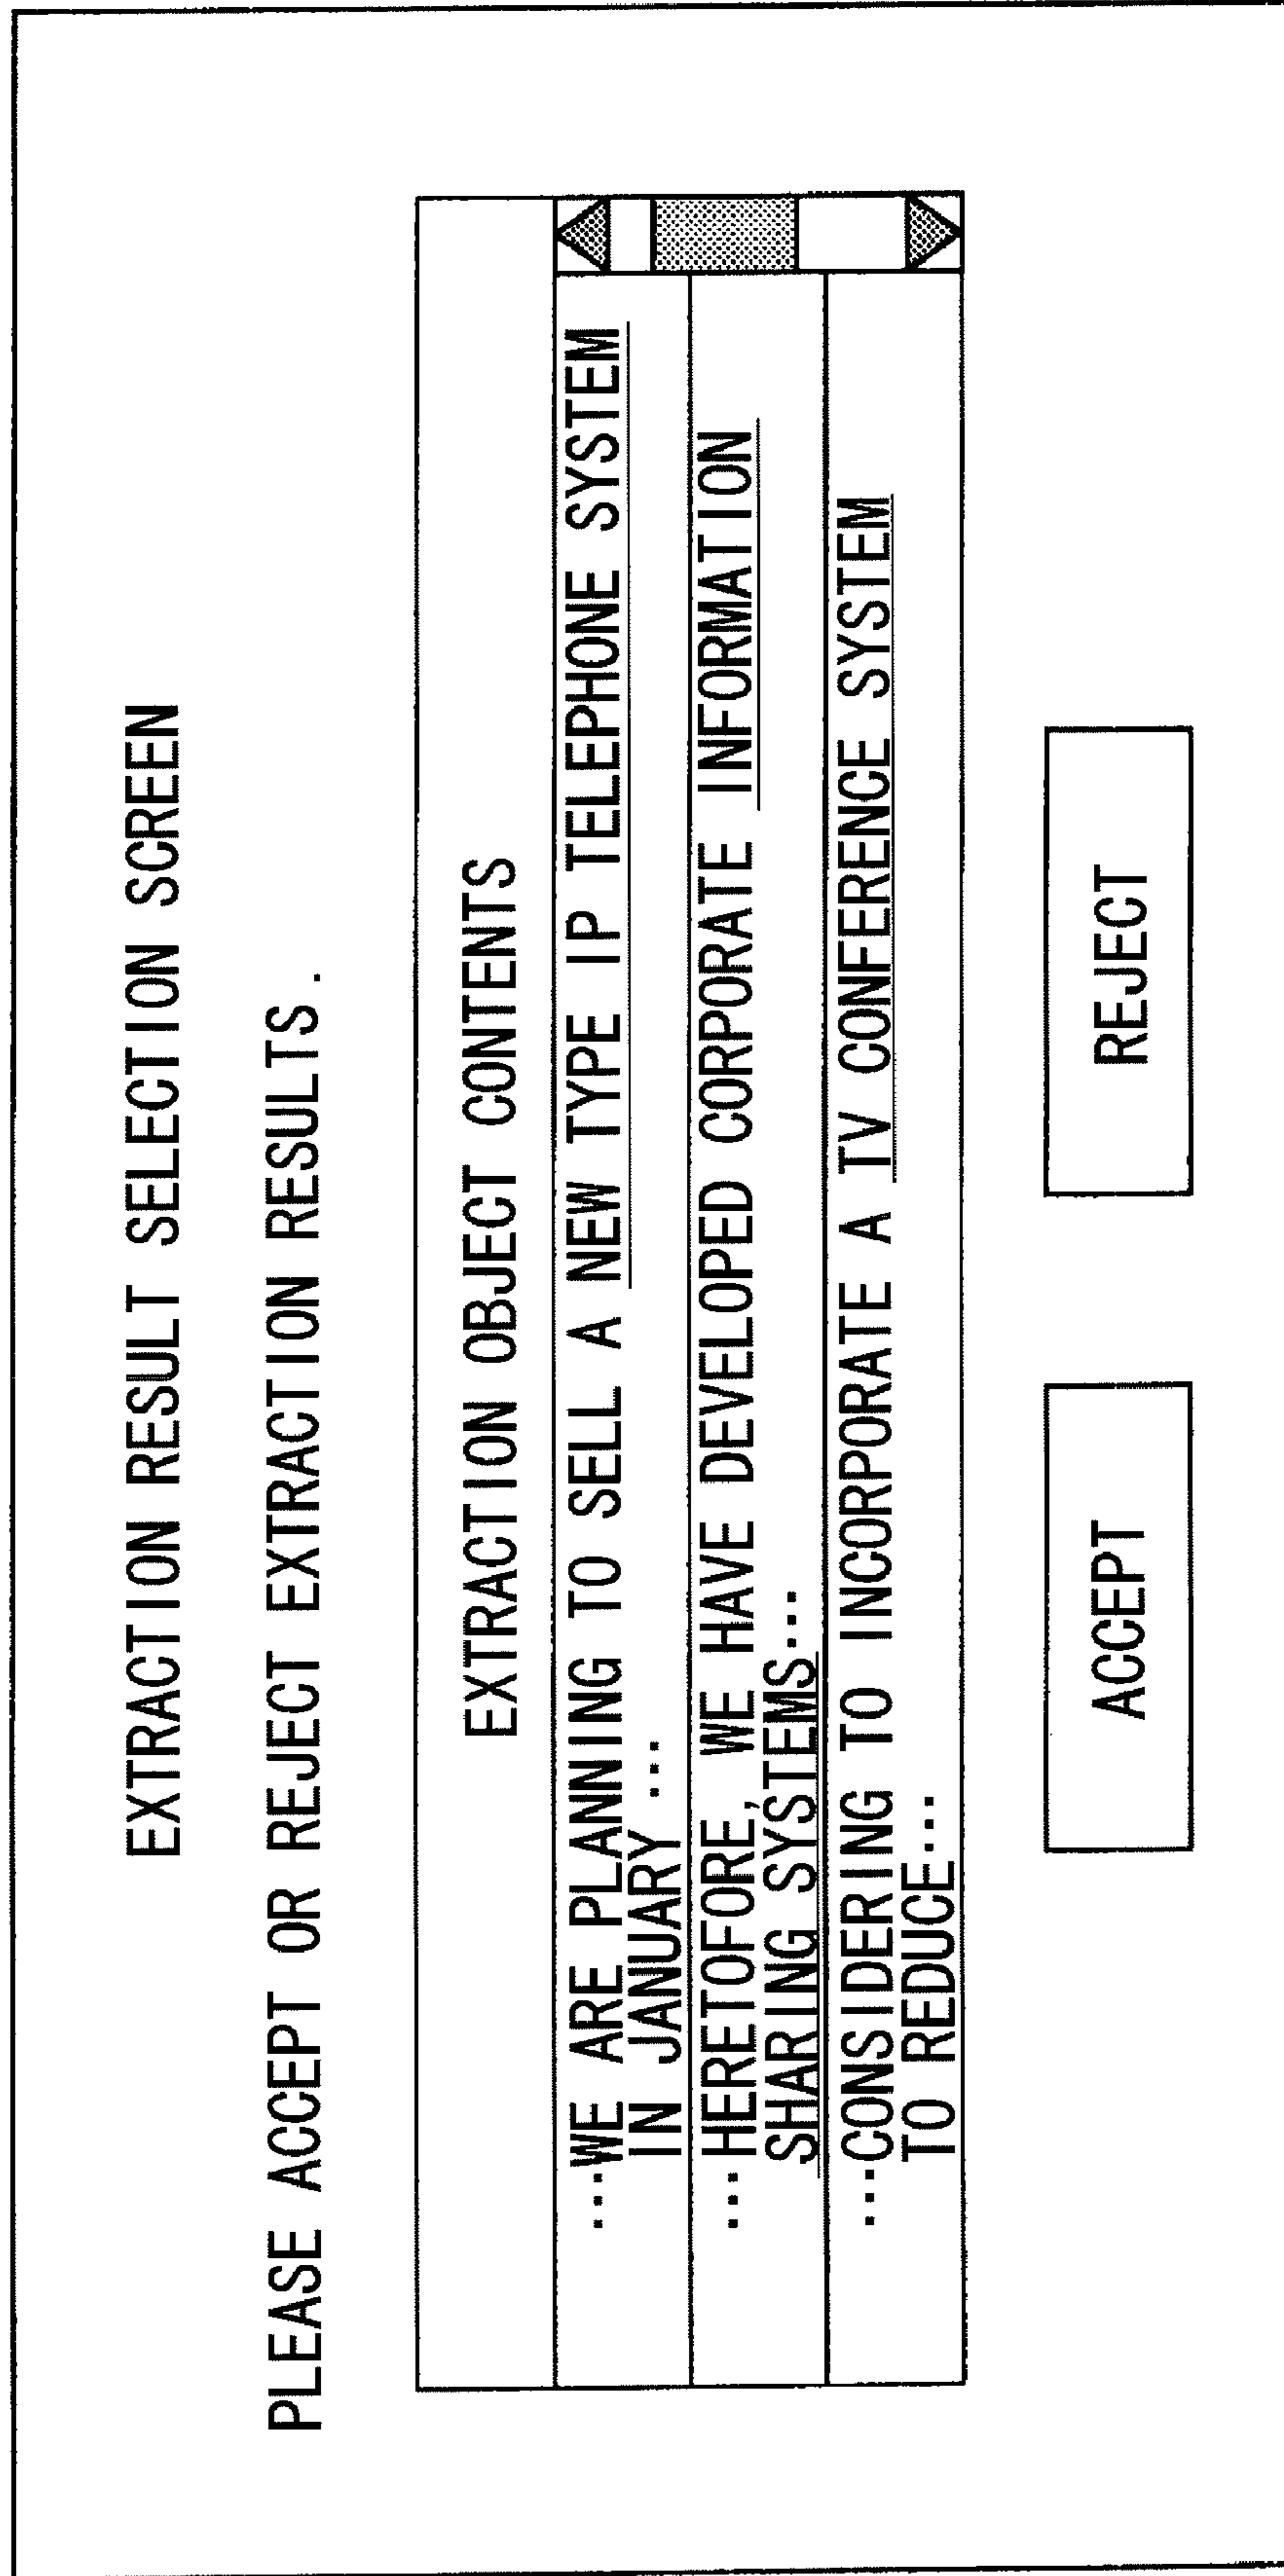 EXTRACTION RESULT SELECTION SCREEN
PLEASE ACCEPT OR REJECT EXTRACTION RESULTS.
EXTRACTION OBJECT CONTENTS
...WE ARE PLANNING TO SELL A NEW TYPE IP TELEPHONE SYSTEM
IN JANUARY ...
...HERETOFORE, WE HAVE DEVELOPED CORPORATE INFORMATION
SHARING SYSTEMS...
...CONSIDERING TO INCORPORATE A TV CONFERENCE SYSTEM
TO REDUCE...
ACCEPT
REJECT